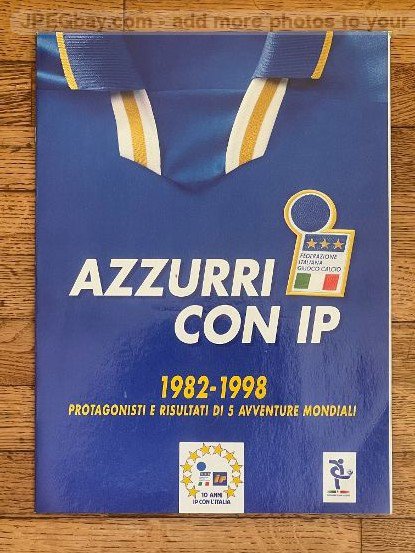 JPEGbay.com - add more photos to your
FEDERAZIONE
ITALIANA
GIUOCO CALCIO
AZZURRI
CON IP
1982-1998
PROTAGONISTI E RISULTATI DI 5 AVVENTURE MONDIALI
IP
10 ANNI
IP CON L'ITALIA